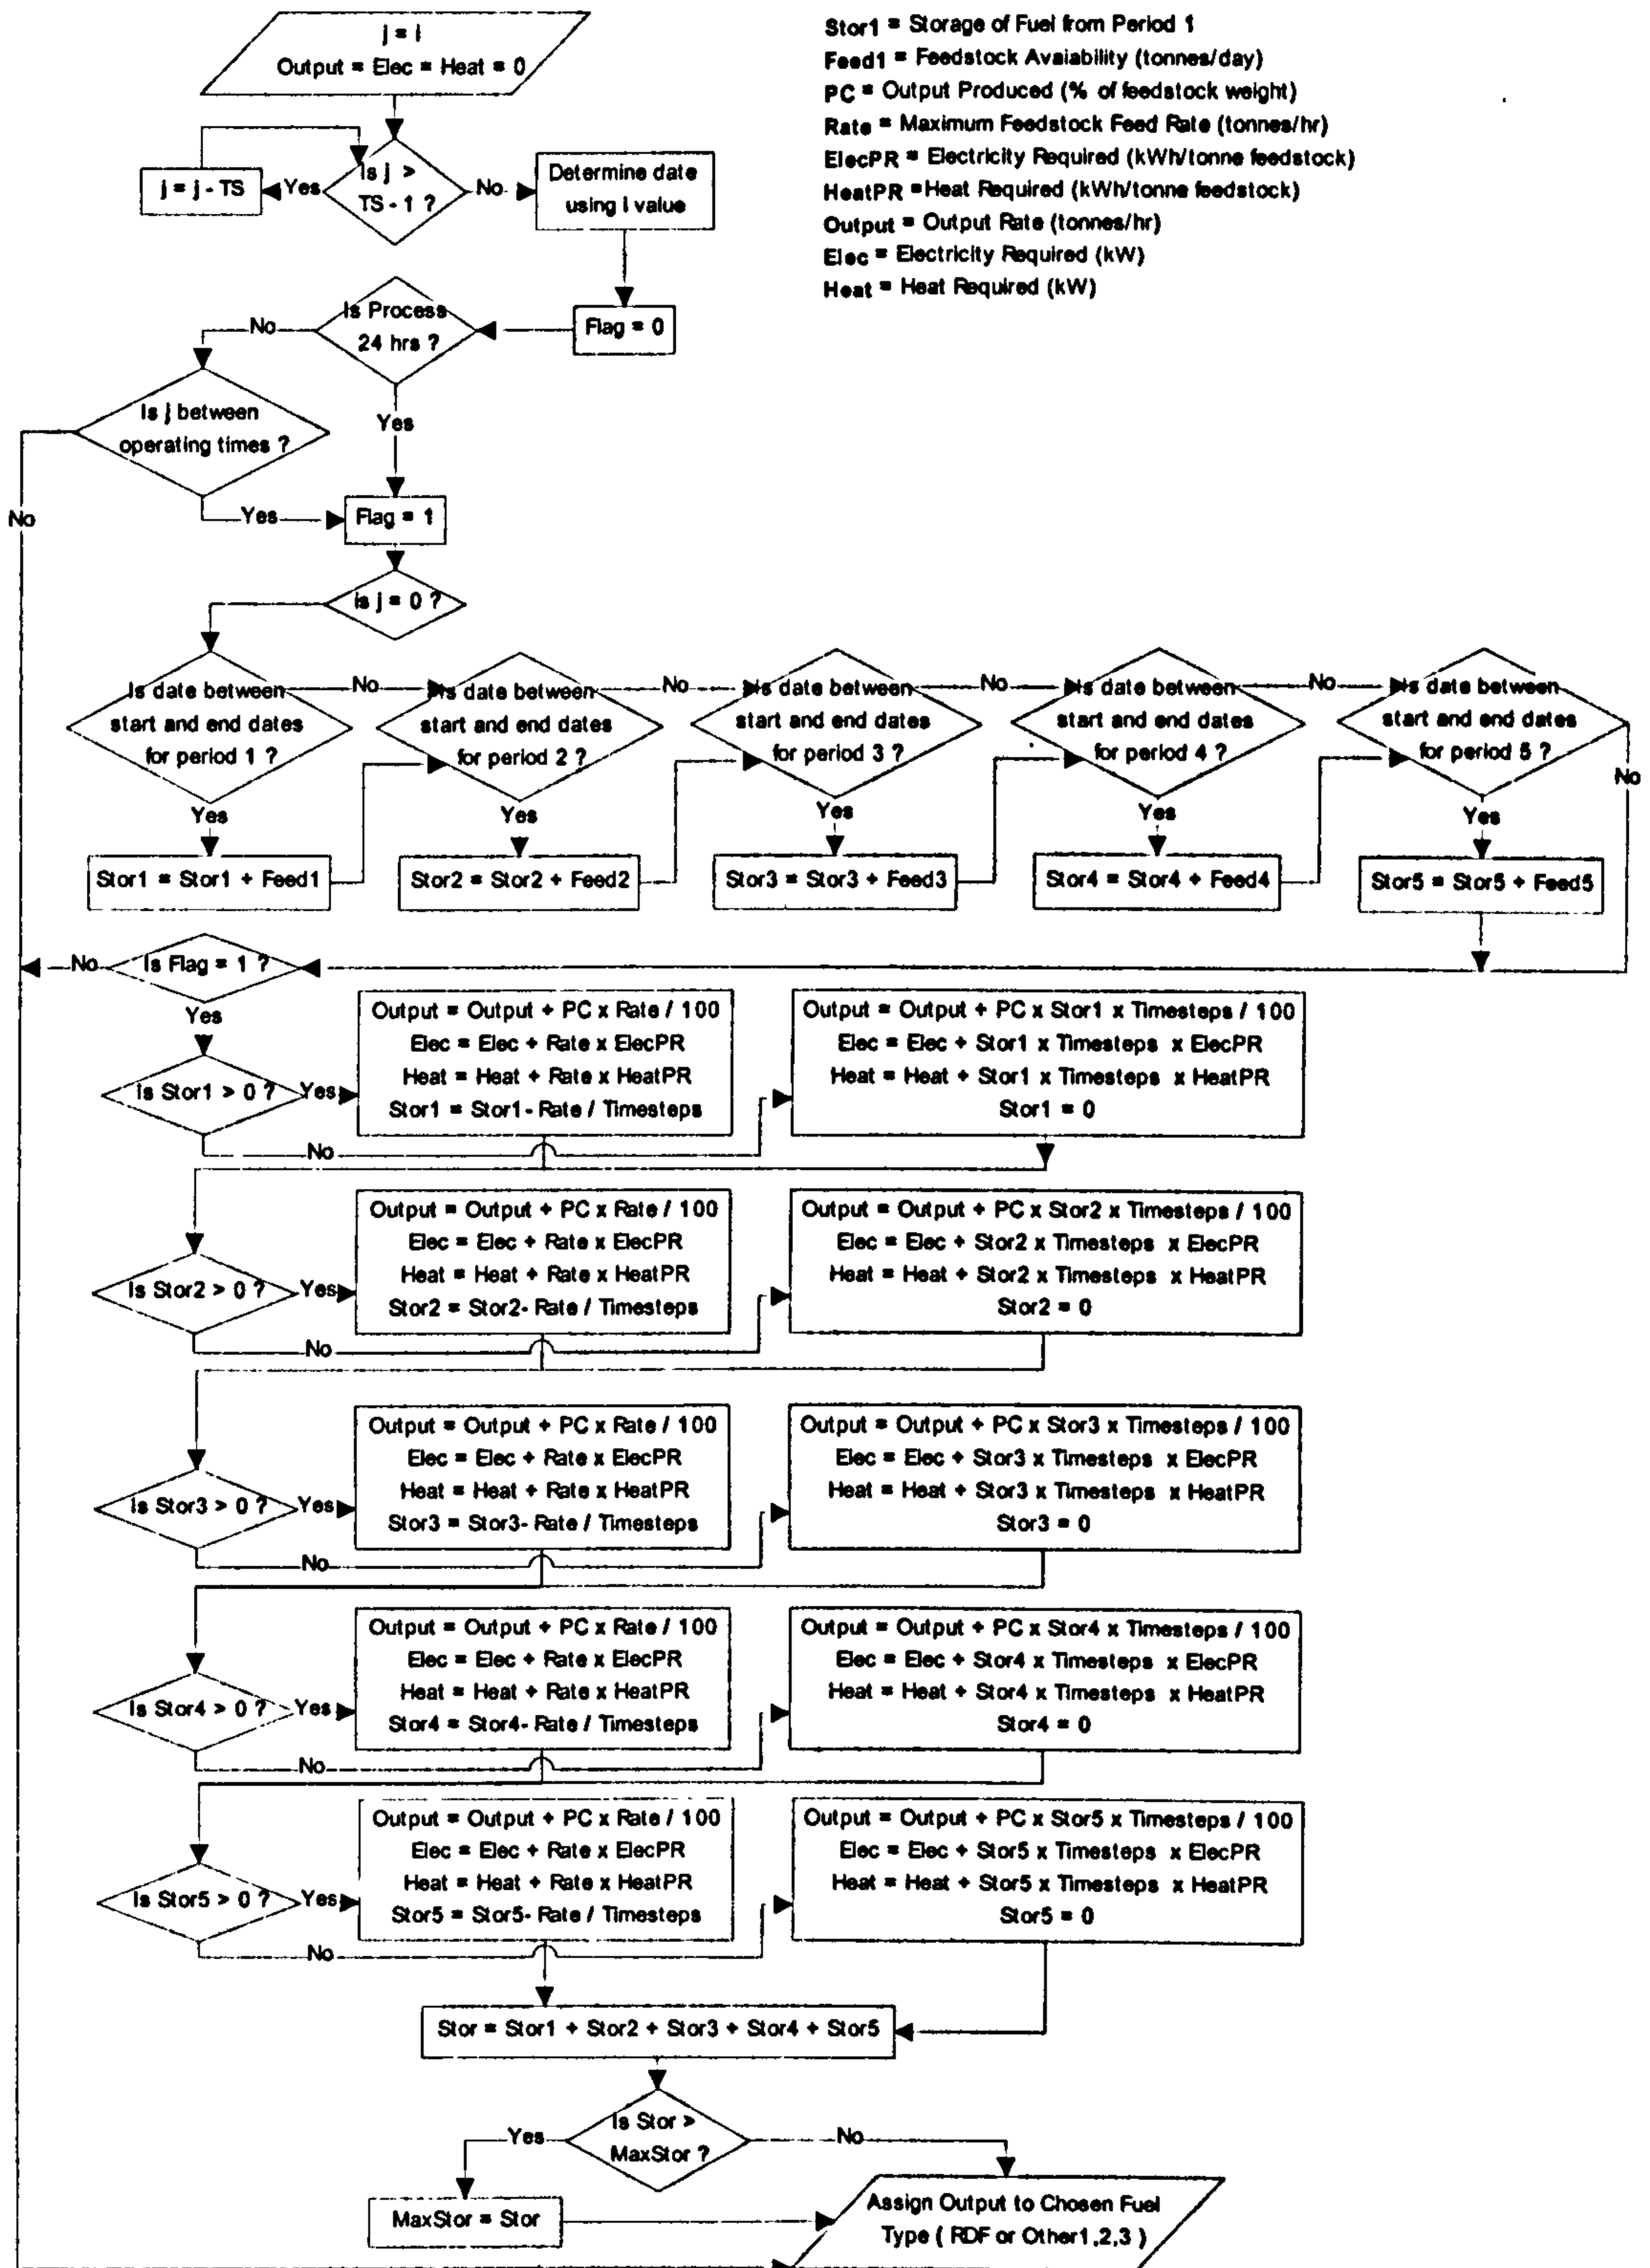 j = i
Output = Elec = Heat = 0
Stor1 = Storage of Fuel from Period 1
Feed1 = Feedstock Avaiability (tonnes/day)
PC = Output Produced (% of feedstock weight)
Rate = Maximum Feedstock Feed Rate (tonnes/hr)
ElecPR = Electricity Required (kWh/tonne feedstock)
HeatPR =Heat Required (kWh/tonne feedstock)
Output = Output Rate (tonnes/hr)
Elec = Electricity Required (kW)
Heat = Heat Required (kW)
Is j >
TS - 1 ?
Yes
j = j - TS
No
Determine date
using i value
Flag = 0
Is Process
24 hrs ?
No
Yes
Is j between
operating times ?
No
Yes
Flag = 1
is j = 0 ?
Is date between
start and end dates
for period 1 ?
No
Is date between
start and end dates
for period 2 ?
No
Is date between
start and end dates
for period 3 ?
No
Is date between
start and end dates
for period 4 ?
No
Is date between
start and end dates
for period 5 ?
No
Yes
Yes
Yes
Yes
Yes
Stor1 = Stor1 + Feed1
Stor2 = Stor2 + Feed2
Stor3 = Stor3 + Feed3
Stor4 = Stor4 + Feed4
Stor5 = Stor5 + Feed5
No
Is Flag = 1 ?
Yes
Is Stor1 > 0 ?
Yes
Output = Output + PC x Rate / 100
Elec = Elec + Rate x ElecPR
Heat = Heat + Rate x HeatPR
Stor1 = Stor1- Rate / Timesteps
Output = Output + PC x Stor1 x Timesteps / 100
Elec = Elec + Stor1 x Timesteps x ElecPR
Heat = Heat + Stor1 x Timesteps x HeatPR
Stor1 = 0
No
Is Stor2 > 0 ?
Yes
Output = Output + PC x Rate / 100
Elec = Elec + Rate x ElecPR
Heat = Heat + Rate x HeatPR
Stor2 = Stor2- Rate / Timesteps
Output = Output + PC x Stor2 x Timesteps / 100
Elec = Elec + Stor2 x Timesteps x ElecPR
Heat = Heat + Stor2 x Timesteps x HeatPR
Stor2 = 0
No
Is Stor3 > 0 ?
Yes
Output = Output + PC x Rate / 100
Elec = Elec + Rate x ElecPR
Heat = Heat + Rate x HeatPR
Stor3 = Stor3- Rate / Timesteps
Output = Output + PC x Stor3 x Timesteps / 100
Elec = Elec + Stor3 x Timesteps x ElecPR
Heat = Heat + Stor3 x Timesteps x HeatPR
Stor3 = 0
No
Is Stor4 > 0 ?
Yes
Output = Output + PC x Rate / 100
Elec = Elec + Rate x ElecPR
Heat = Heat + Rate x HeatPR
Stor4 = Stor4- Rate / Timesteps
Output = Output + PC x Stor4 x Timesteps / 100
Elec = Elec + Stor4 x Timesteps x ElecPR
Heat = Heat + Stor4 x Timesteps x HeatPR
Stor4 = 0
No
Is Stor5 > 0 ?
Yes
Output = Output + PC x Rate / 100
Elec = Elec + Rate x ElecPR
Heat = Heat + Rate x HeatPR
Stor5 = Stor5- Rate / Timesteps
Output = Output + PC x Stor5 x Timesteps / 100
Elec = Elec + Stor5 x Timesteps x ElecPR
Heat = Heat + Stor5 x Timesteps x HeatPR
Stor5 = 0
No
Stor = Stor1 + Stor2 + Stor3 + Stor4 + Stor5
Is Stor >
MaxStor ?
Yes
No
MaxStor = Stor
Assign Output to Chosen Fuel
Type ( RDF or Other1,2,3 )